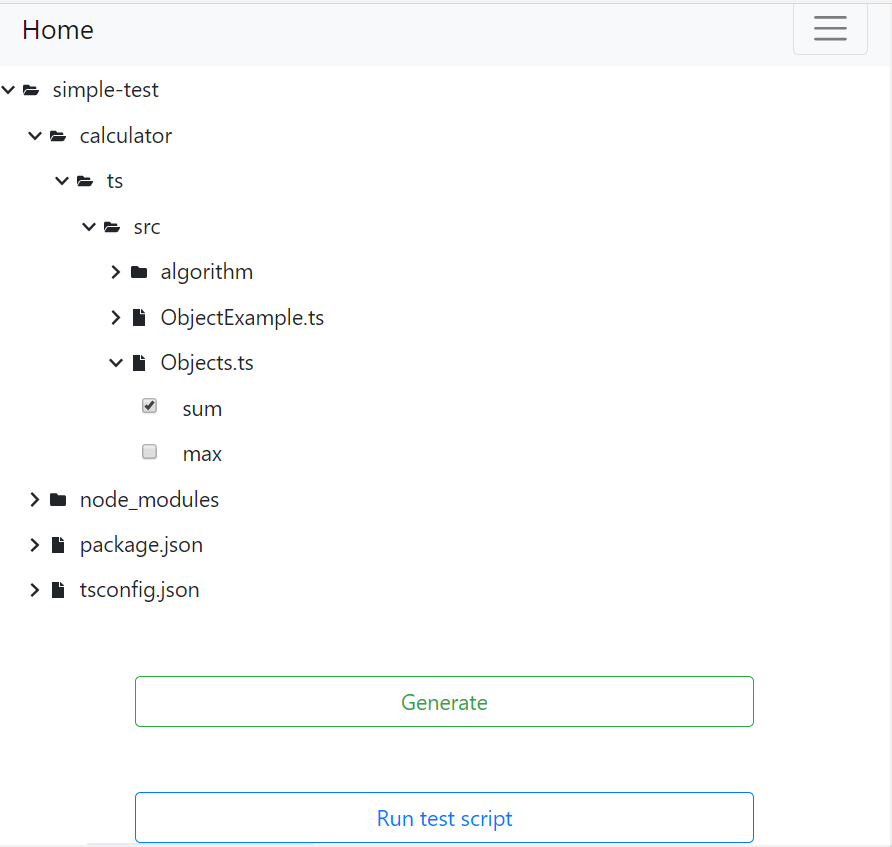 Home
simple-test
calculator
ts
src
algorithm
ObjectExample.ts
Objects.ts
sum
max
node_modules
package.json
tsconfig.json
Generate
Run test script